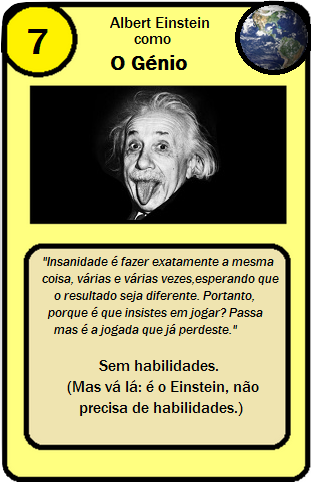 7
Albert Einstein
como
O Génio
"Insanidade é fazer exatamente a mesma
coisa, várias e várias vezes,esperando que
o resultado seja diferente. Portanto,
porque é que insistes em jogar? Passa
mas é a jogada que já perdeste."
Sem habilidades.
(Mas vá lá: é o Einstein, não
precisa de habilidades.)